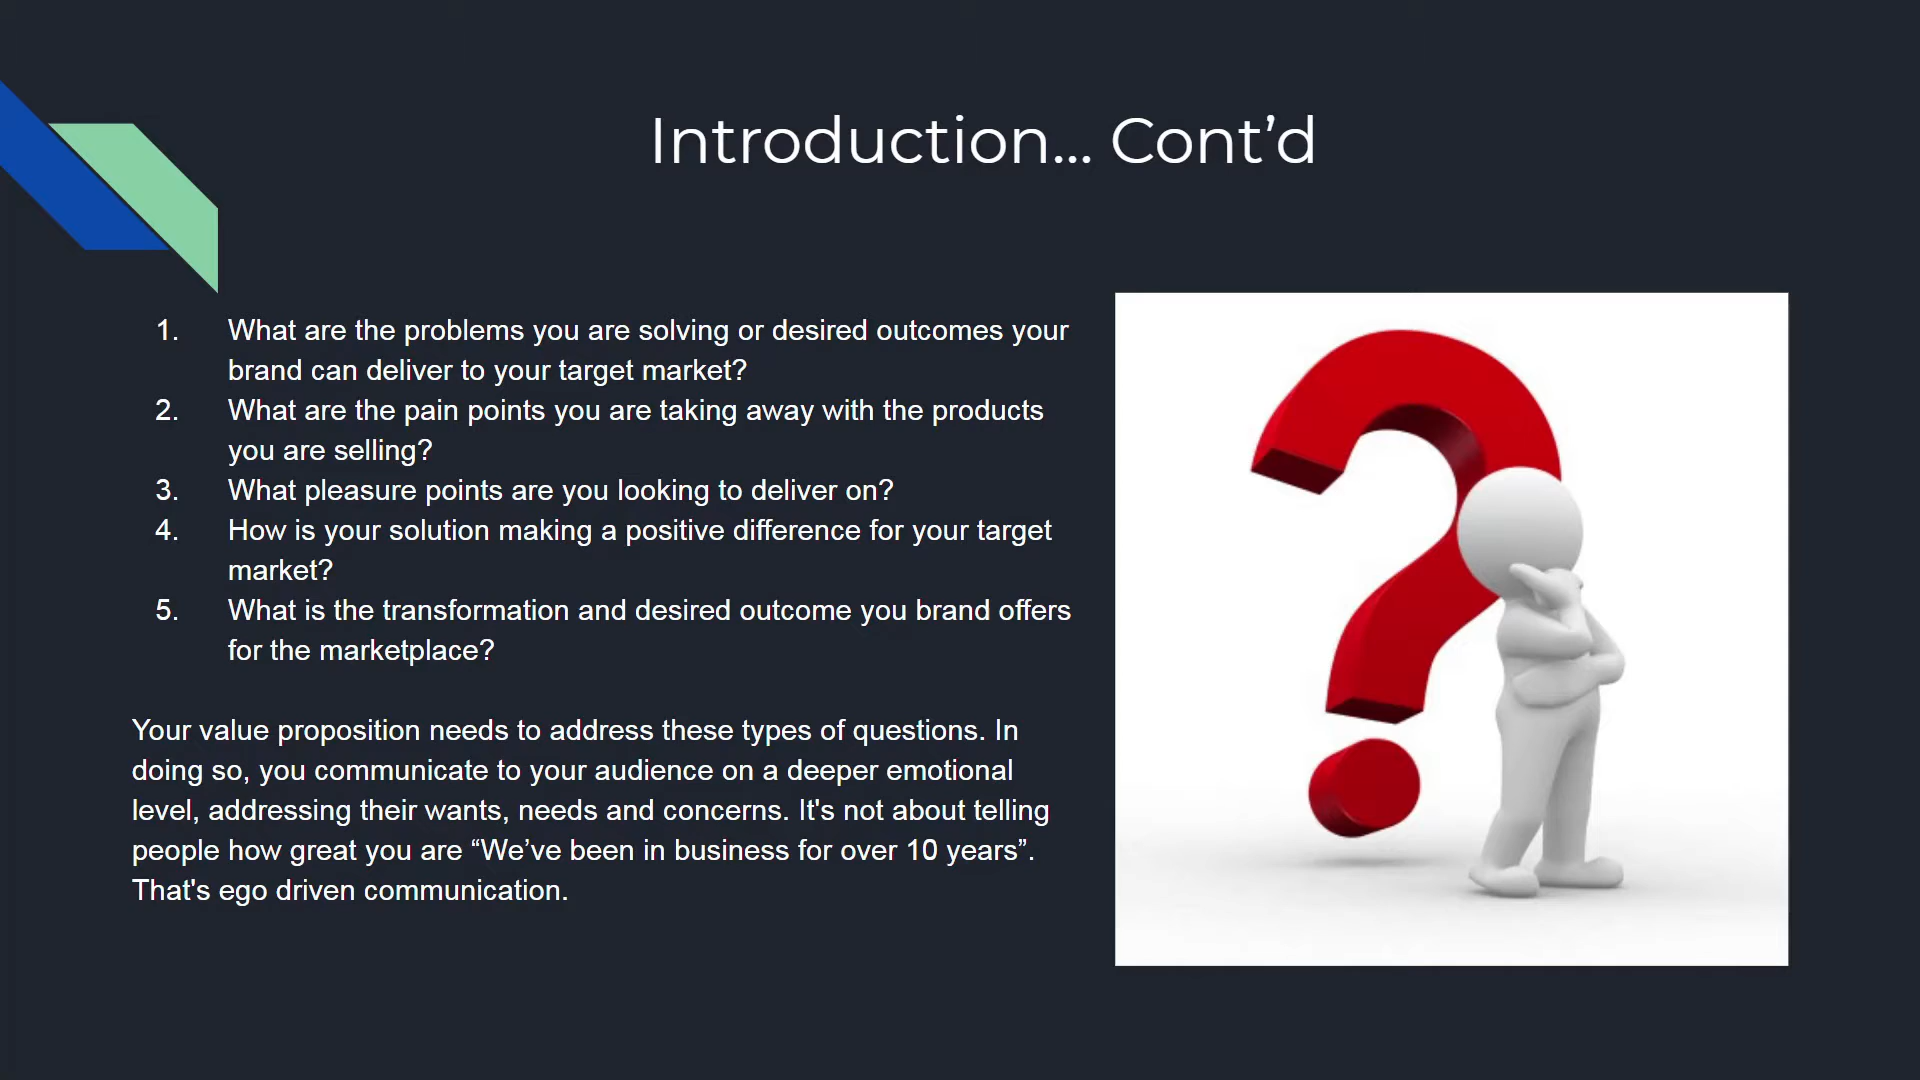 Introduction... Cont’d
1. What are the problems you are solving or desired outcomes your
brand can deliver to your target market?
2. What are the pain points you are taking away with the products
you are selling?
3. What pleasure points are you looking to deliver on?
4. How is your solution making a positive difference for your target
market?
5. What is the transformation and desired outcome you brand offers
for the marketplace?
Your value proposition needs to address these types of questions. In
doing so, you communicate to your audience on a deeper emotional
level, addressing their wants, needs and concerns. It's not about telling
people how great you are “We’ve been in business for over 10 years”.
That's ego driven communication.